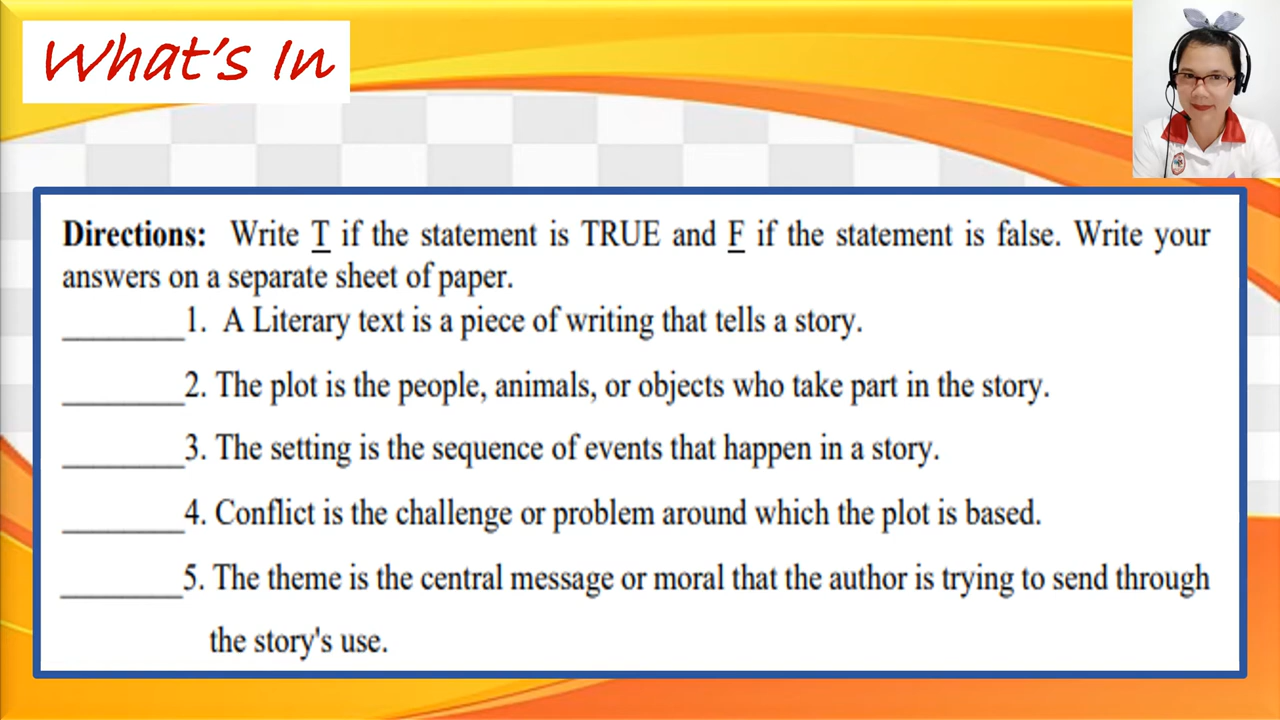 What's In
Directions: Write T if the statement is TRUE and F if the statement is false. Write your
answers on a separate sheet of paper.
________1. A Literary text is a piece of writing that tells a story.
________2. The plot is the people, animals, or objects who take part in the story.
________3. The setting is the sequence of events that happen in a story.
________4. Conflict is the challenge or problem around which the plot is based.
________5. The theme is the central message or moral that the author is trying to send through
the story's use.